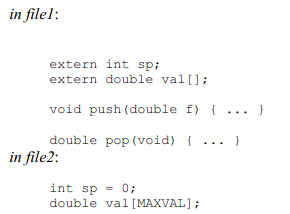 in file1:
extern int sp;
extern double val[];
void push(double f) { ... }
double pop(void) { ... }
in file2:
int sp = 0;
double val[MAXVAL];